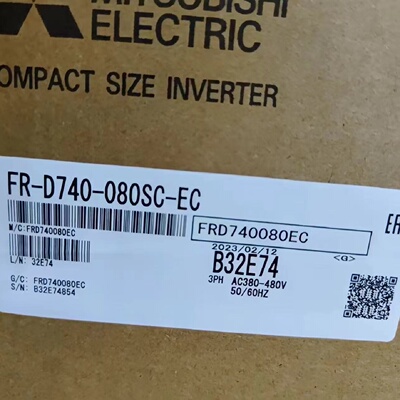 MITSUBISHI
ELECTRIC
COMPACT SIZE INVERTER
FR-D740-080SC-EC
M/C:FRD740080EC
FRD740080EC
2023/02/12
<G>
L/N: 32E74
B32E74
3PH AC380-480V
50/60HZ
G/C: FRD740080EC
S/N: B32E74854